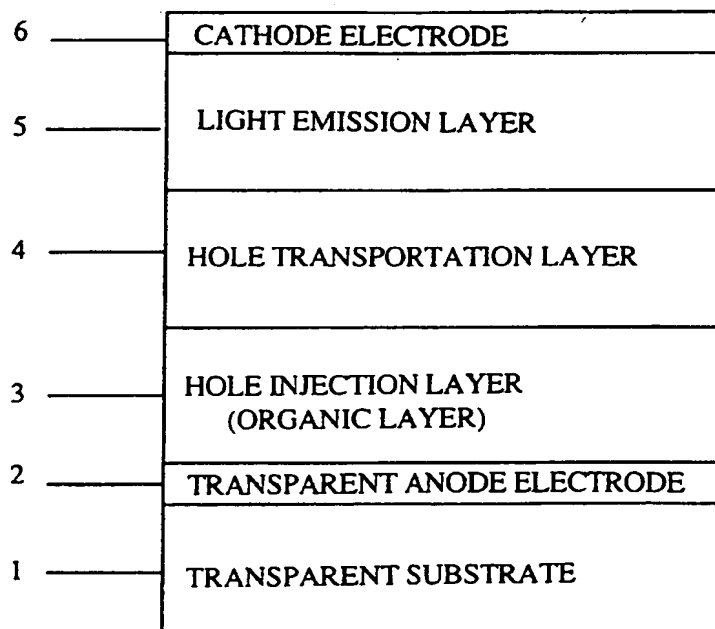 6 CATHODE ELECTRODE
5 LIGHT EMISSION LAYER
4 HOLE TRANSPORTATION LAYER
3 HOLE INJECTION LAYER
(ORGANIC LAYER)
2 TRANSPARENT ANODE ELECTRODE
1 TRANSPARENT SUBSTRATE